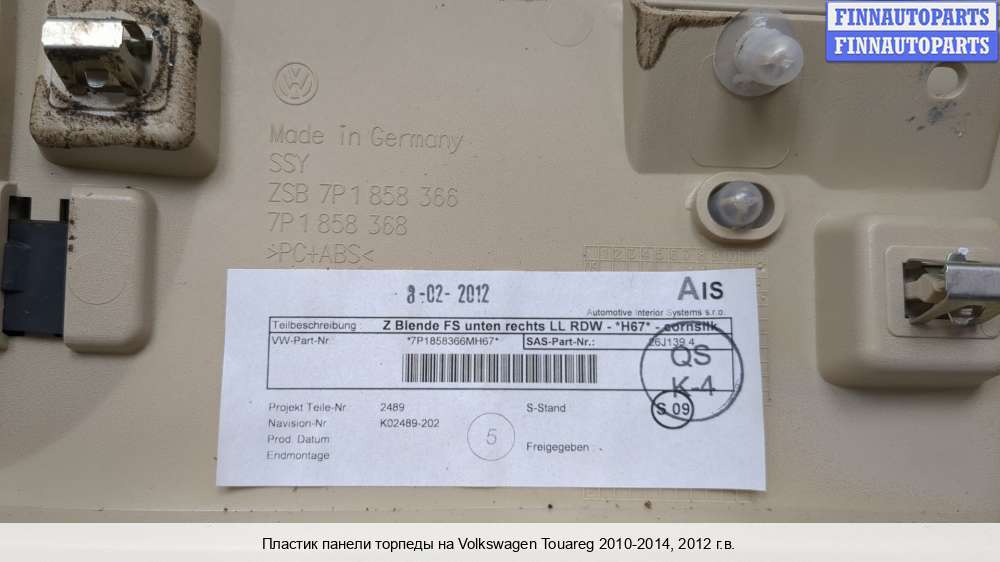 FINNAUTOPARTS
FINNAUTOPARTS
Made in Germany
SSY
ZSB 7P1 858 366
7P1 858 368
>PC+ABS<
8-02-2012
AIS
Automotive Interior Systems s.r.o.
Teilbeschreibung Z Blende FS unten rechts LL RDW - *H67* - cornsilk
VW-Part-Nr. *7P1858366MH67* SAS-Part-Nr.: 26J139.4
QS
K-4
Projekt Teile-Nr. 2489 S-Stand S 09
Navision-Nr K02489-202
Prod. Datum
5
Freigegeben :
Endmontage
Пластик панели торпеды на Volkswagen Touareg 2010-2014, 2012 г.в.